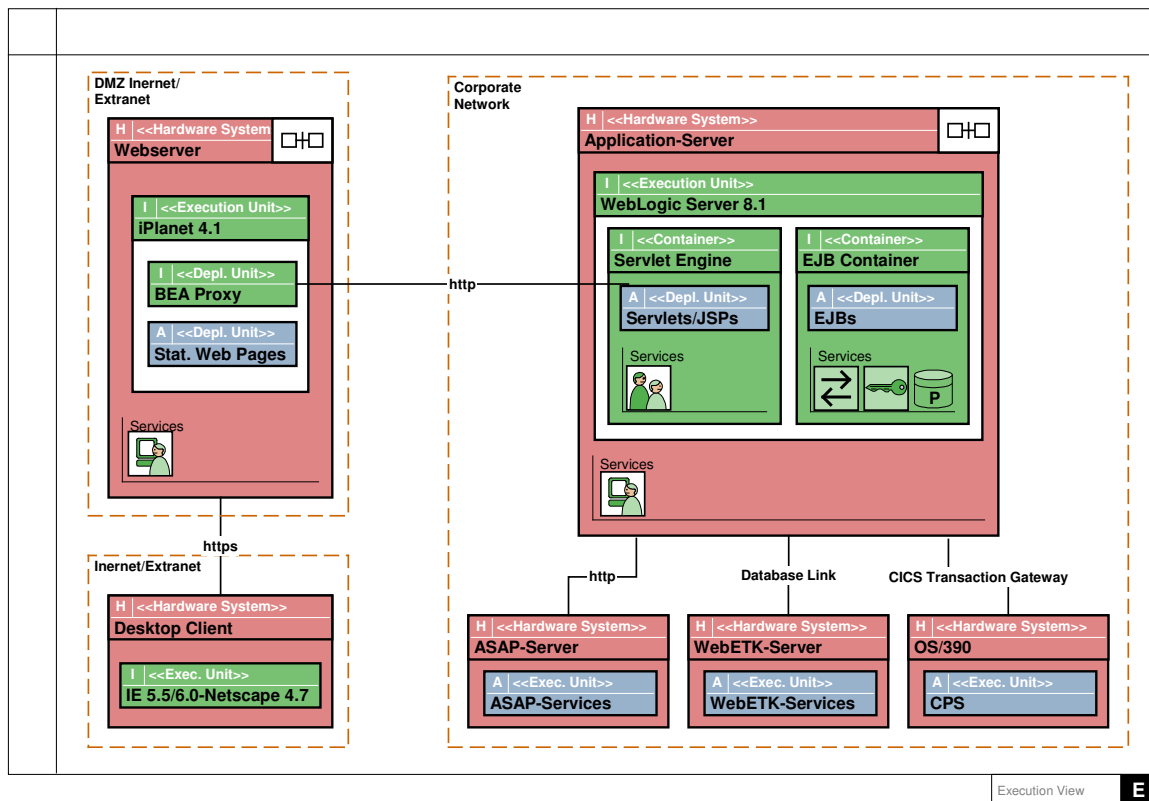 DMZ Inernet/
Extranet
H <<Hardware System
Webserver
I <<Execution Unit>>
iPlanet 4.1
I <<Depl. Unit>>
BEA Proxy
A <<Depl. Unit>>
Stat. Web Pages
Services
https
Inernet/Extranet
H <<Hardware System>>
Desktop Client
I <<Exec. Unit>>
IE 5.5/6.0-Netscape 4.7
http
Corporate
Network
H <<Hardware System>>
Application-Server
I <<Execution Unit>>
WebLogic Server 8.1
I <<Container>>
Servlet Engine
A <<Depl. Unit>>
Servlets/JSPs
Services
I <<Container>>
EJB Container
A <<Depl. Unit>>
EJBs
Services
P
Services
http
Database Link
CICS Transaction Gateway
H <<Hardware System>>
ASAP-Server
A <<Exec. Unit>>
ASAP-Services
H <<Hardware System>>
WebETK-Server
A <<Exec. Unit>>
WebETK-Services
H <<Hardware System>>
OS/390
A <<Exec. Unit>>
CPS
Execution View E